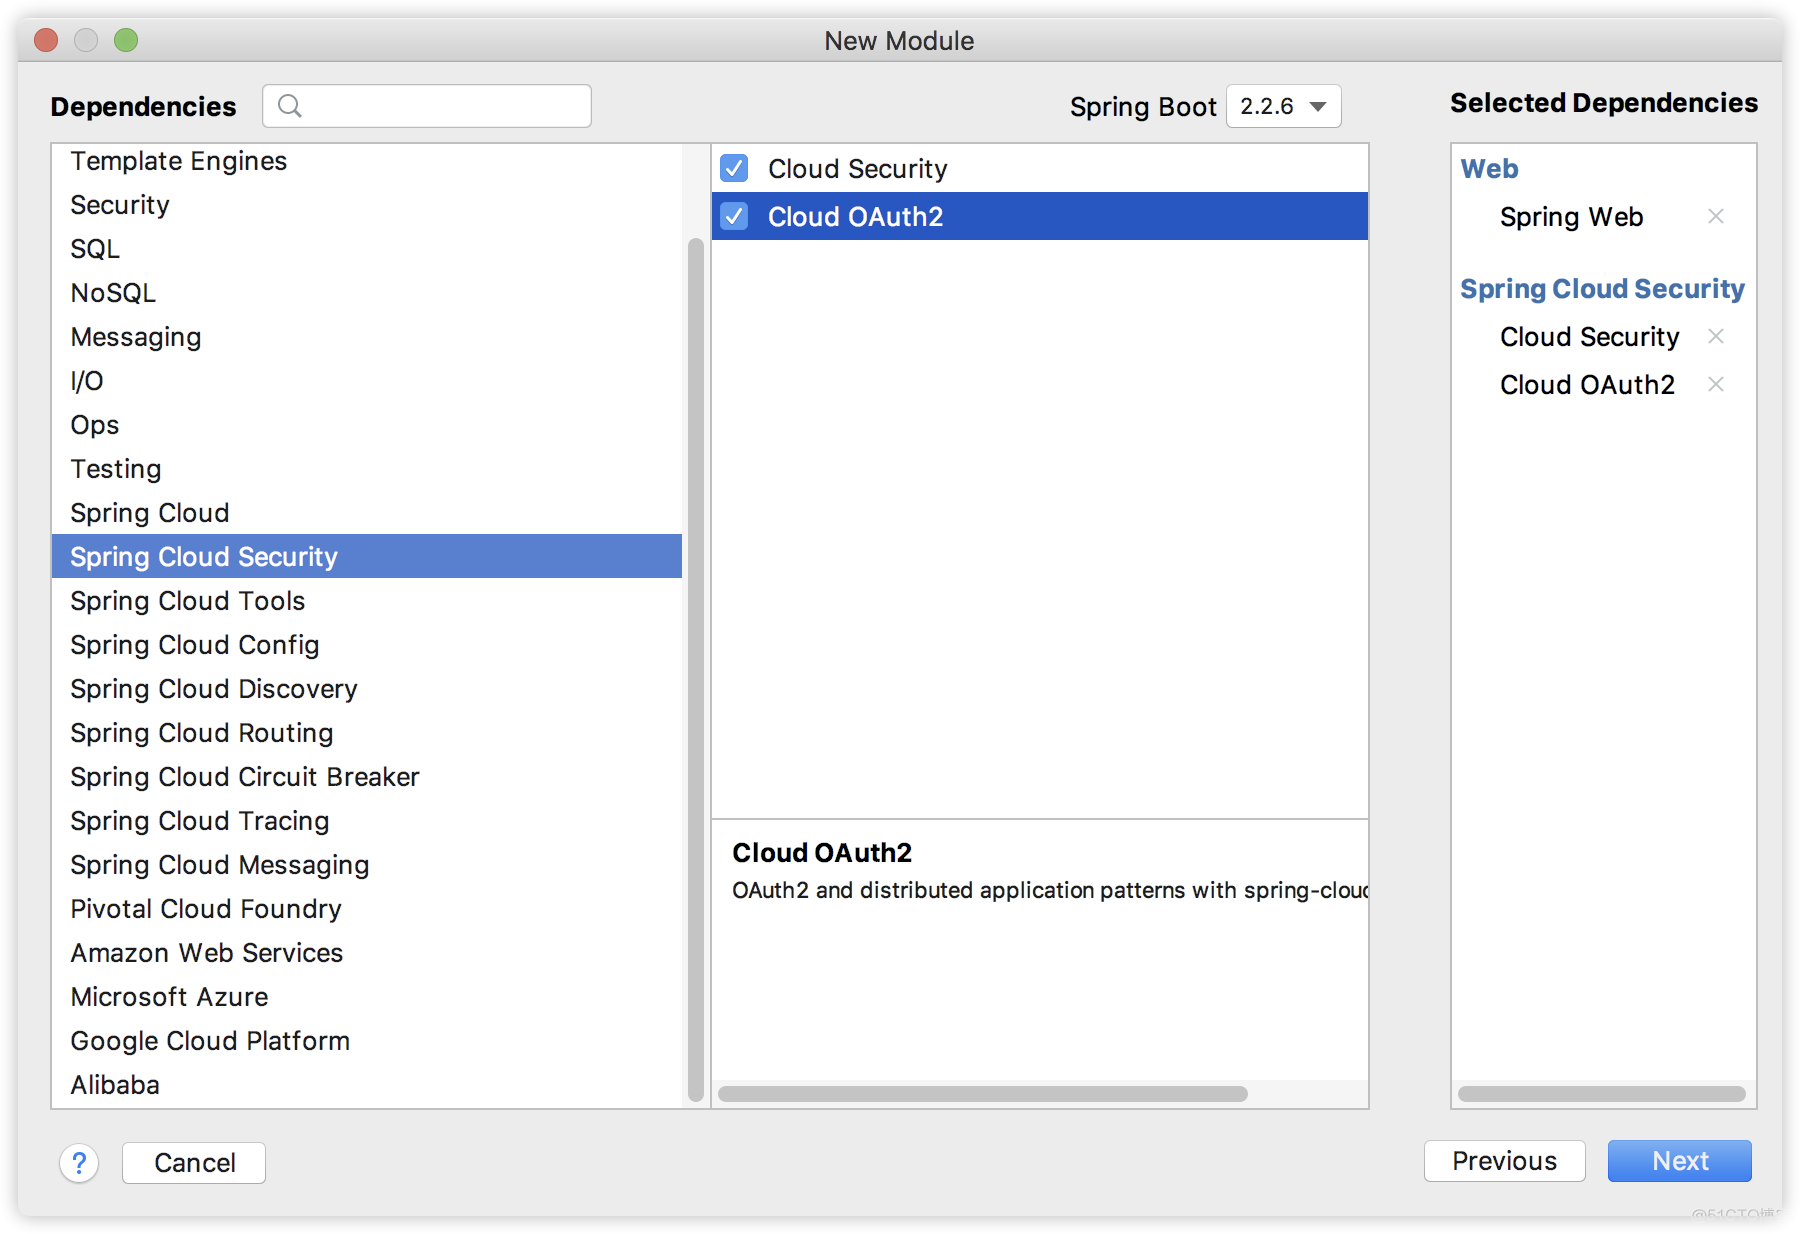 New Module
Dependencies
Spring Boot 2.2.6
Selected Dependencies
Template Engines
Security
SQL
NoSQL
Messaging
I/O
Ops
Testing
Spring Cloud
Spring Cloud Security
Spring Cloud Tools
Spring Cloud Config
Spring Cloud Discovery
Spring Cloud Routing
Spring Cloud Circuit Breaker
Spring Cloud Tracing
Spring Cloud Messaging
Pivotal Cloud Foundry
Amazon Web Services
Microsoft Azure
Google Cloud Platform
Alibaba
Cloud Security
Cloud OAuth2
Cloud OAuth2
OAuth2 and distributed application patterns with spring-cloud
Web
Spring Web
Spring Cloud Security
Cloud Security
Cloud OAuth2
?
Cancel
Previous
Next